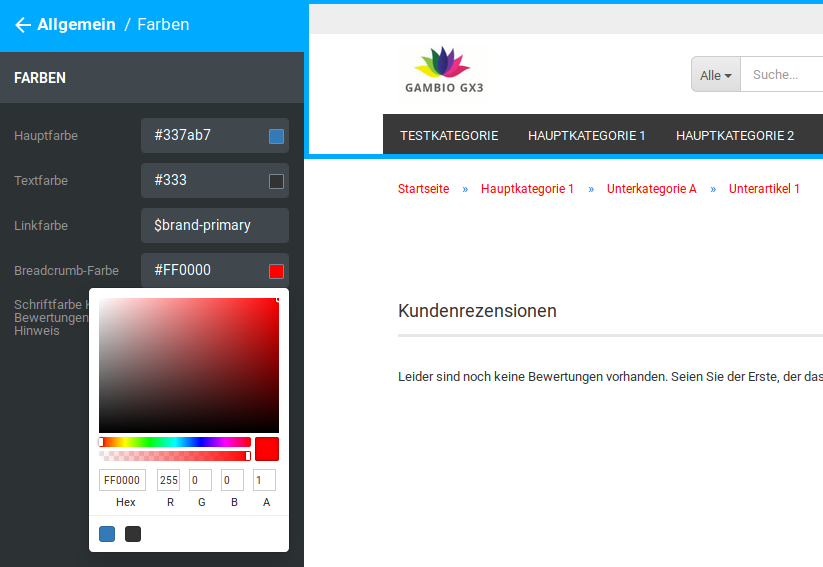 Allgemein / Farben
FARBEN
Hauptfarbe #337ab7
Textfarbe #333
Linkfarbe $brand-primary
Breadcrumb-Farbe #FF0000
Schriftfarbe
Bewertungen
Hinweis
FF0000 255 0 0 1
Hex R G B A
GAMBIO GX3
Alle Suche...
TESTKATEGORIE HAUPTKATEGORIE 1 HAUPTKATEGORIE 2
Startseite » Hauptkategorie 1 » Unterkategorie A » Unterartikel 1
Kundenrezensionen
Leider sind noch keine Bewertungen vorhanden. Seien Sie der Erste, der das